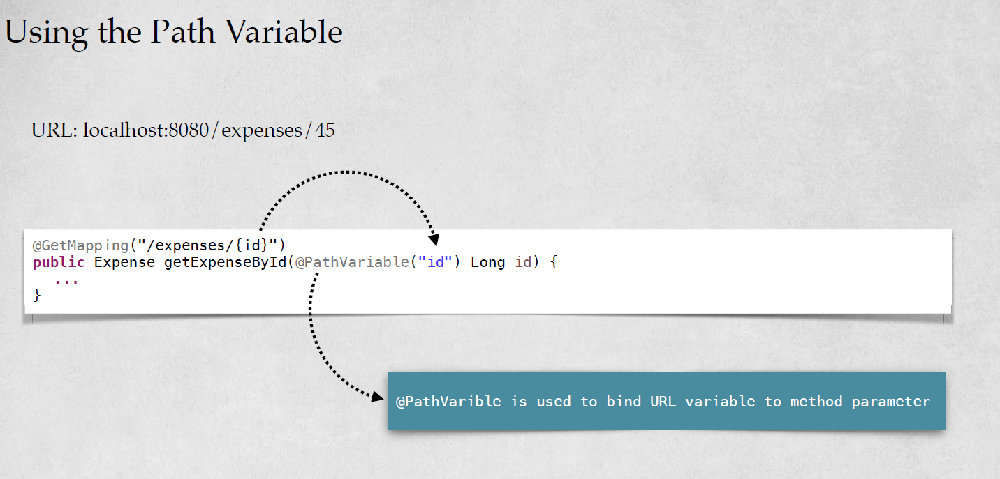 Using the Path Variable
URL: localhost:8080/expenses/45
@GetMapping("/expenses/{id}")
public Expense getExpenseById(@PathVariable("id") Long id) {
...
}
@PathVarible is used to bind URL variable to method parameter